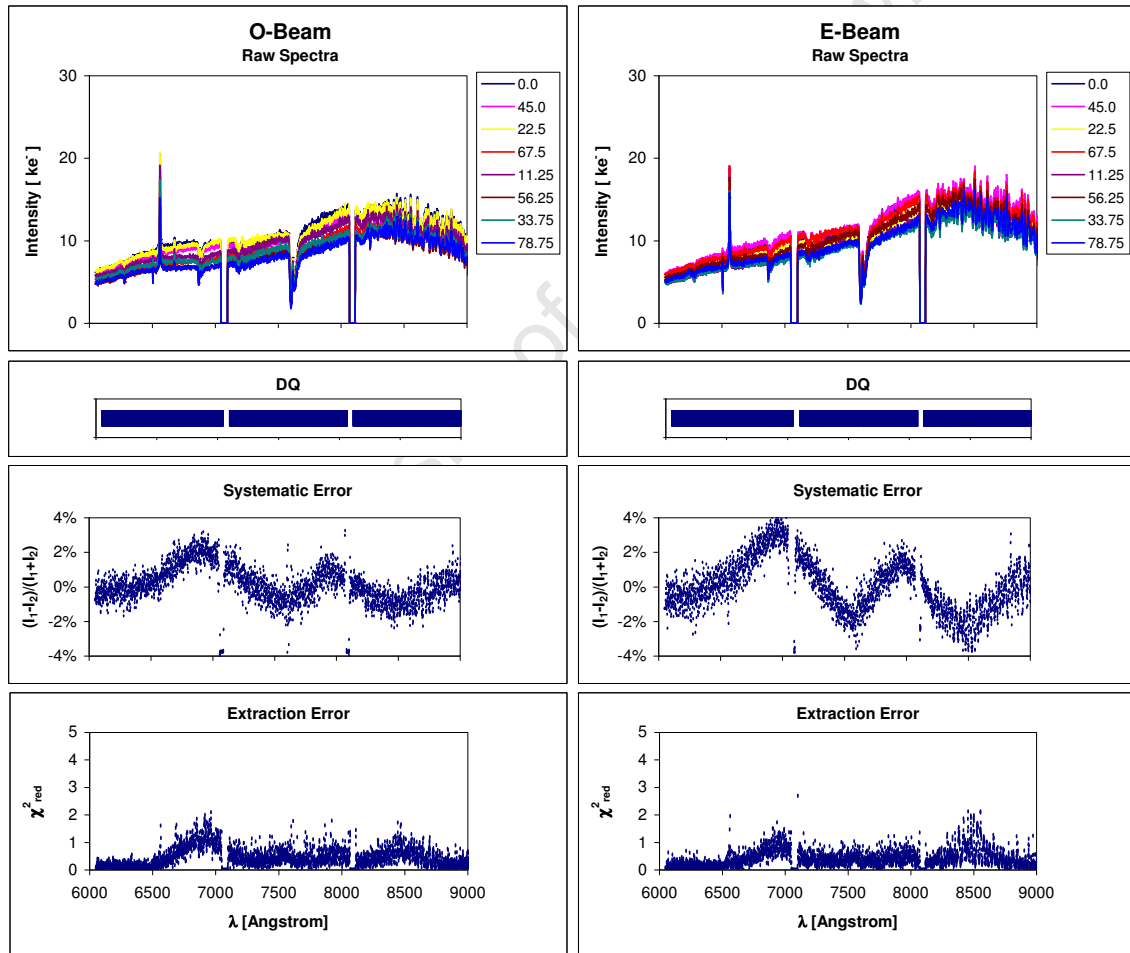 O-Beam
Raw Spectra
30
20
10
0
Intensity [ ke⁻ ]
0.0
45.0
22.5
67.5
11.25
56.25
33.75
78.75
DQ
Systematic Error
4%
2%
0%
-2%
-4%
(I₁-I₂)/(I₁+I₂)
Extraction Error
5
4
3
2
1
0
χ²red
6000 6500 7000 7500 8000 8500 9000
λ [Angstrom]
E-Beam
Raw Spectra
30
20
10
0
Intensity [ ke⁻ ]
0.0
45.0
22.5
67.5
11.25
56.25
33.75
78.75
DQ
Systematic Error
4%
2%
0%
-2%
-4%
(I₁-I₂)/(I₁+I₂)
Extraction Error
5
4
3
2
1
0
χ²red
6000 6500 7000 7500 8000 8500 9000
λ [Angstrom]
of